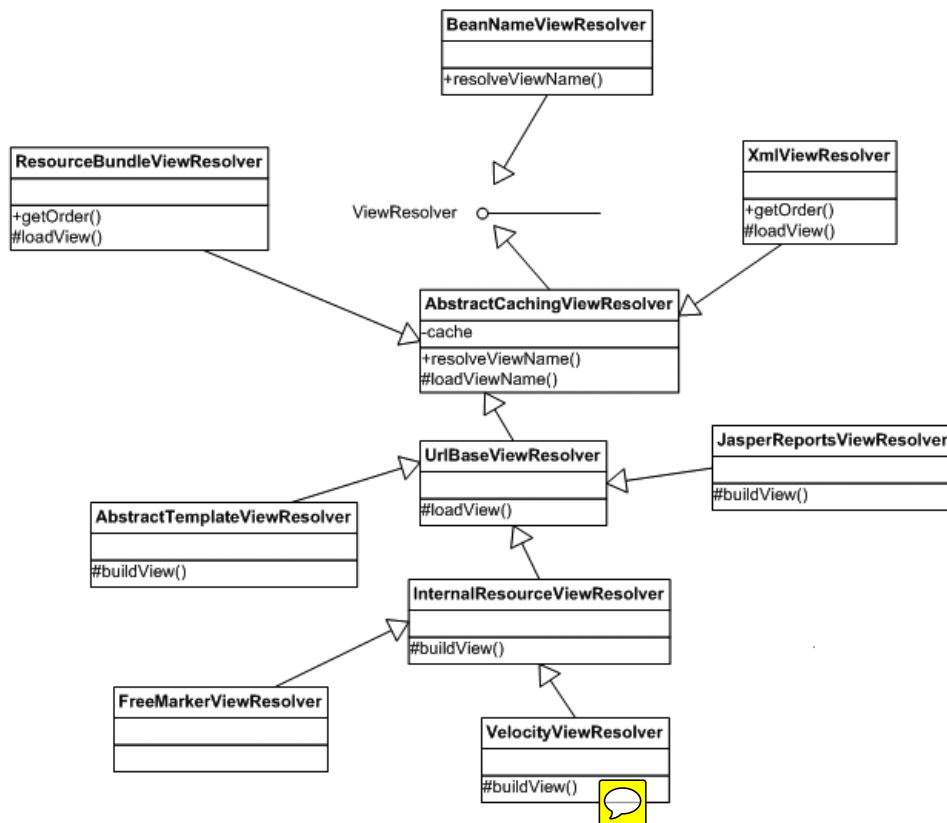 BeanNameViewResolver
+resolveViewName()
ResourceBundleViewResolver
+getOrder()
#loadView()
XmlViewResolver
+getOrder()
#loadView()
ViewResolver
AbstractCachingViewResolver
-cache
+resolveViewName()
#loadViewName()
UrlBaseViewResolver
#loadView()
JasperReportsViewResolver
#buildView()
AbstractTemplateViewResolver
#buildView()
InternalResourceViewResolver
#buildView()
FreeMarkerViewResolver
VelocityViewResolver
#buildView()